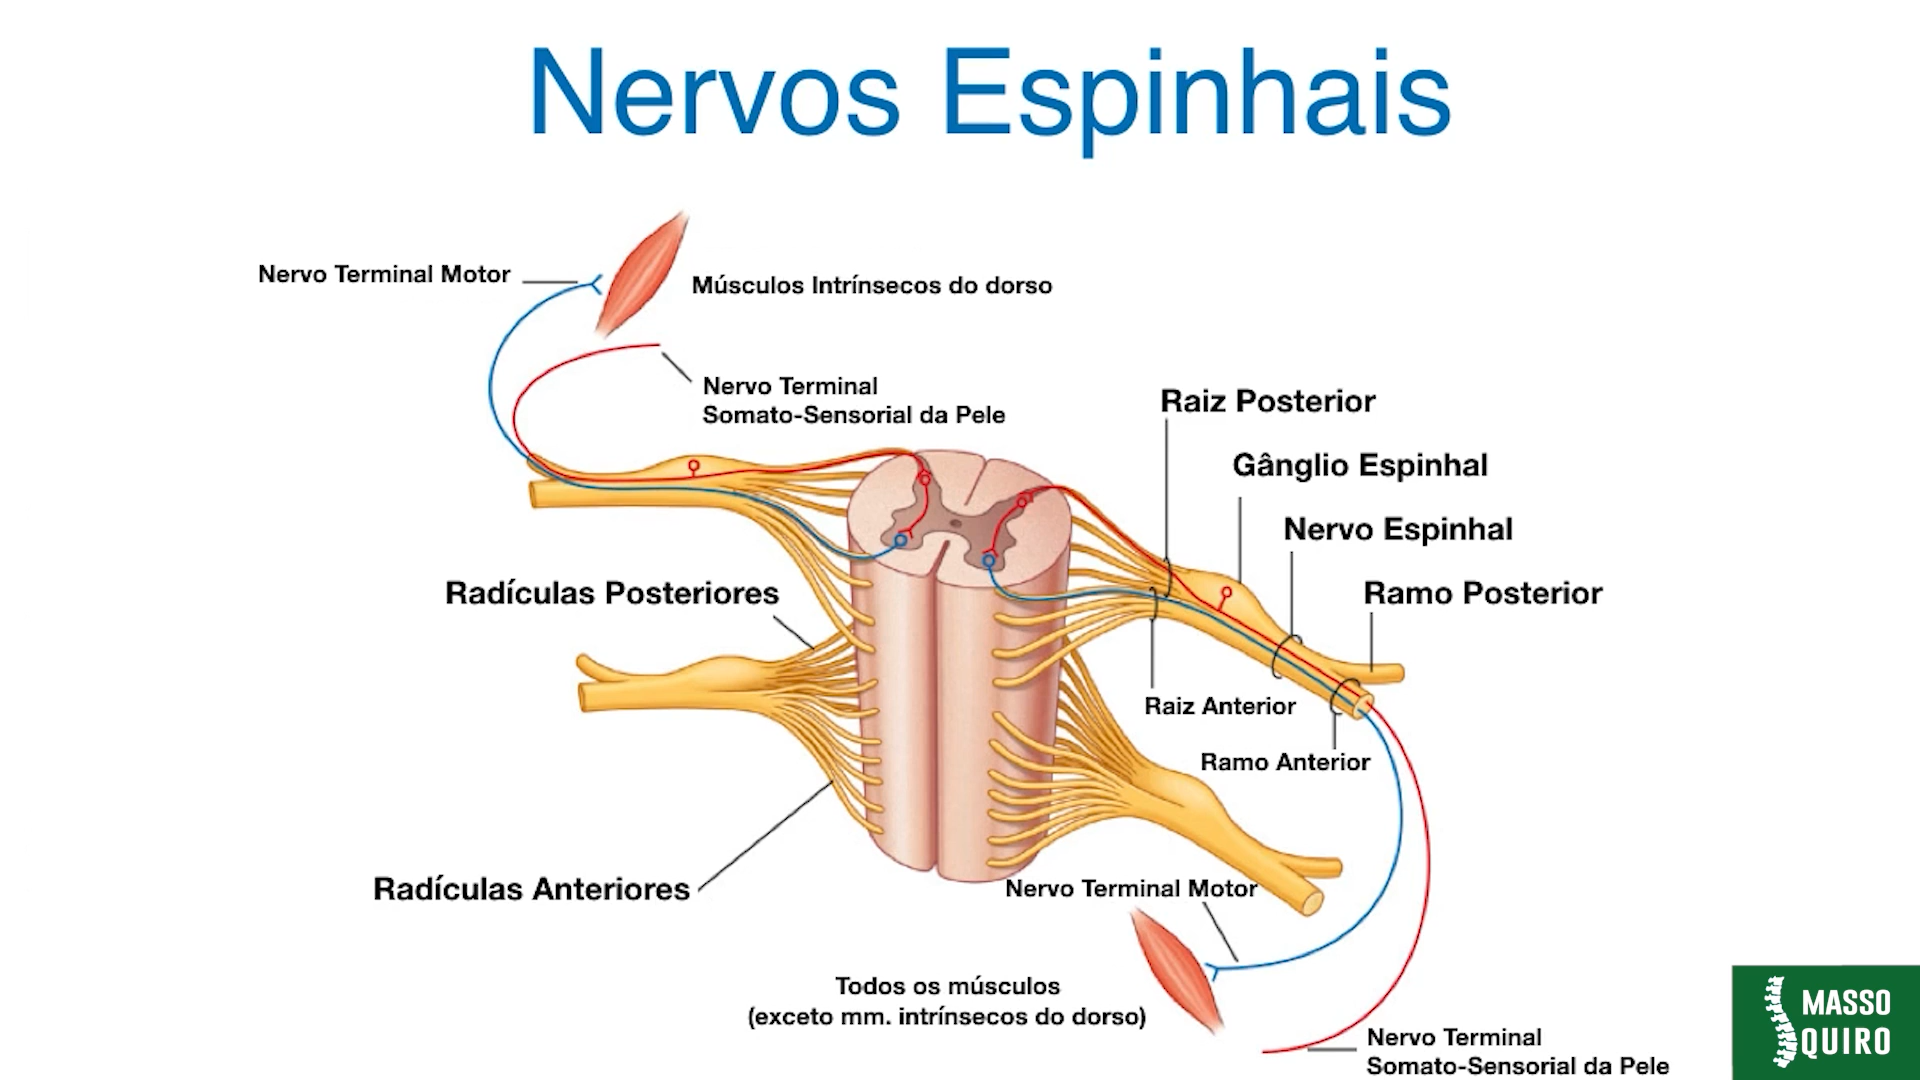 Nervos Espinhais
Nervo Terminal Motor
Músculos Intrínsecos do dorso
Nervo Terminal
Somato-Sensorial da Pele
Raiz Posterior
Gânglio Espinhal
Nervo Espinhal
Ramo Posterior
Radículas Posteriores
Raiz Anterior
Ramo Anterior
Radículas Anteriores
Nervo Terminal Motor
Todos os músculos
(exceto mm. intrínsecos do dorso)
Nervo Terminal
Somato-Sensorial da Pele
MASSO
QUIRO